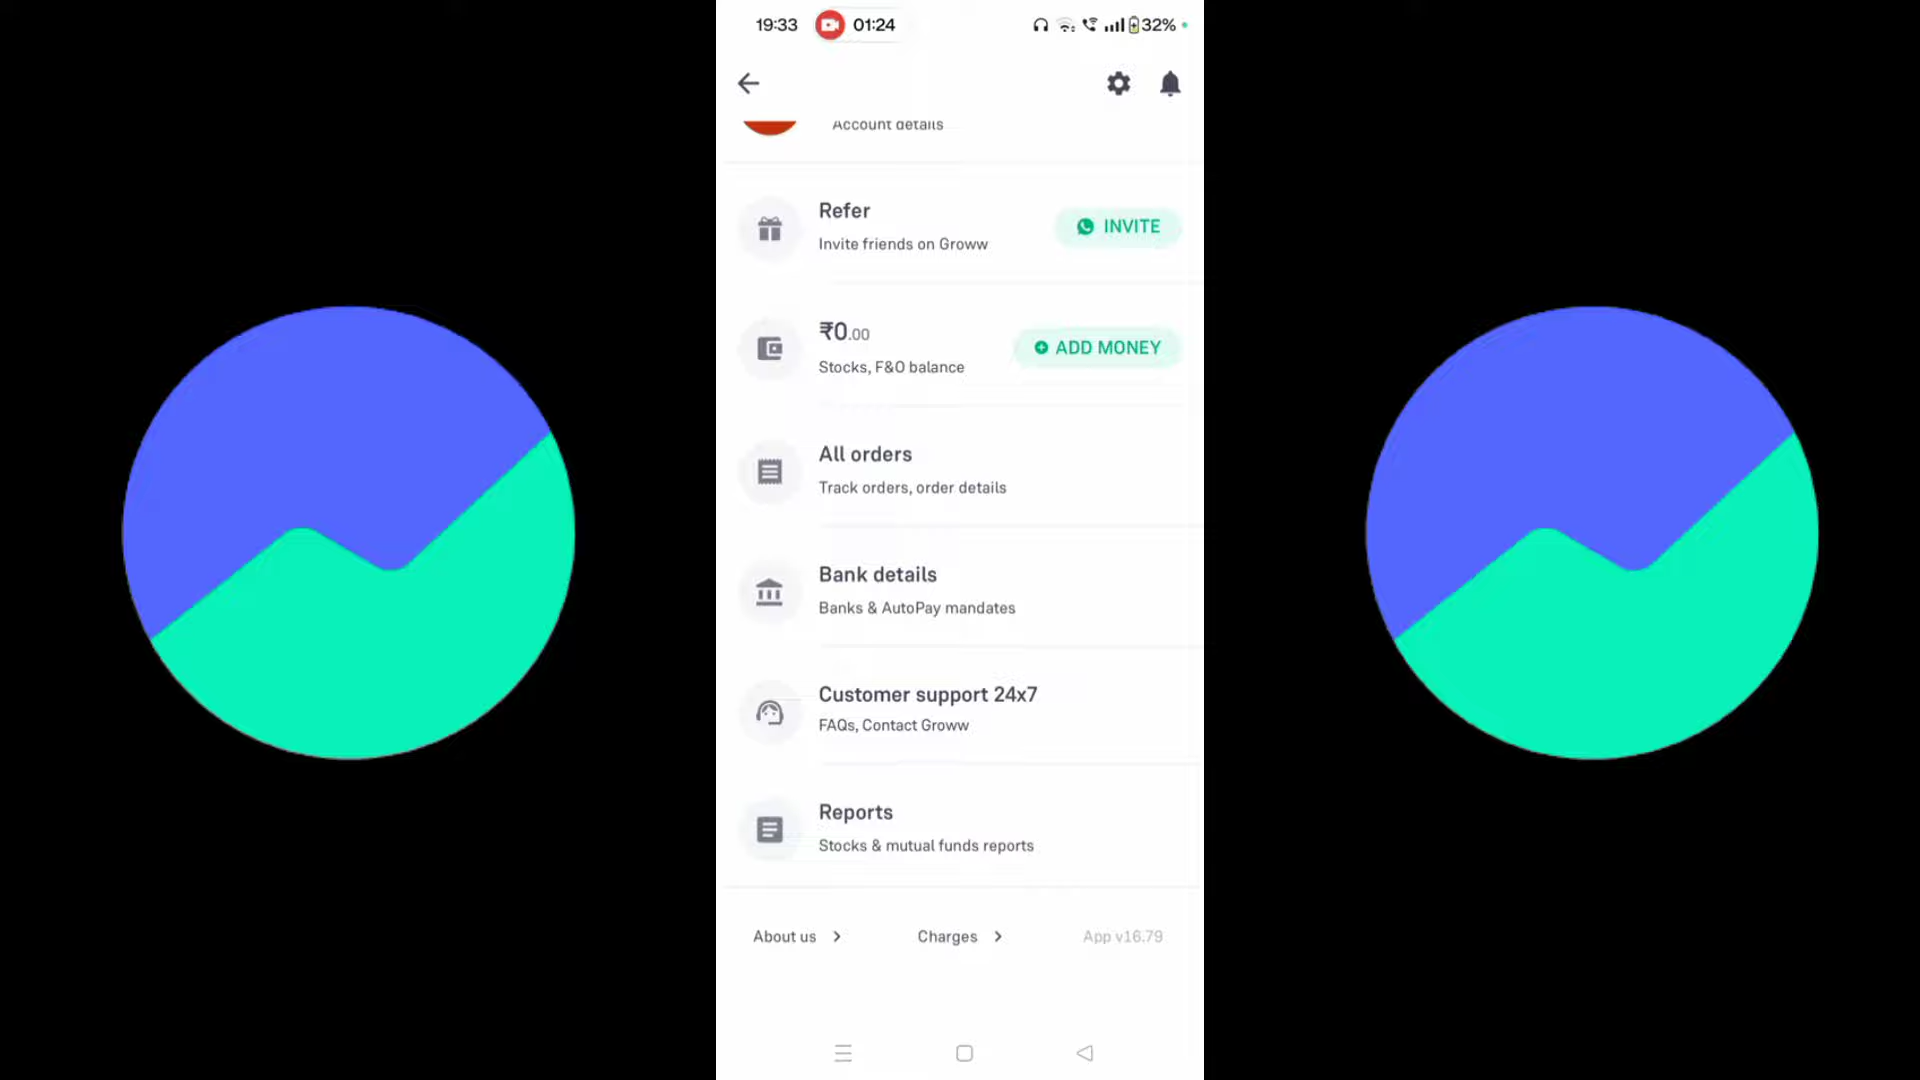 19:33 01:24 32%
Account details
Refer
Invite friends on Groww
INVITE
₹0.00
Stocks, F&O balance
ADD MONEY
All orders
Track orders, order details
Bank details
Banks & AutoPay mandates
Customer support 24x7
FAQs, Contact Groww
Reports
Stocks & mutual funds reports
About us Charges App v16.79